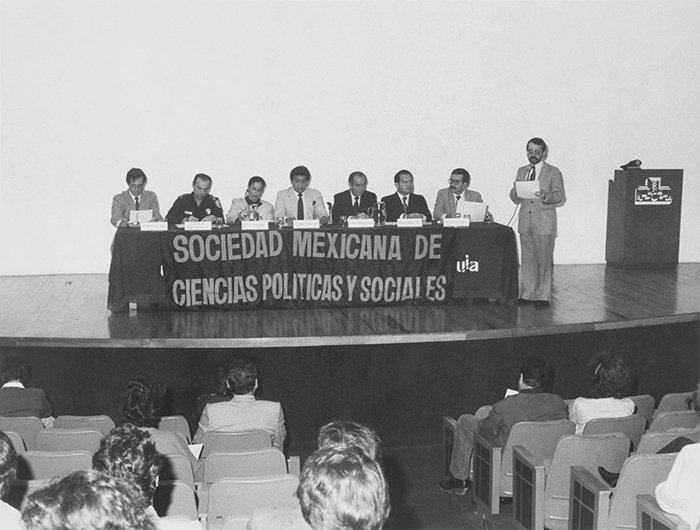 SOCIEDAD MEXICANA DE
CIENCIAS POLITICAS Y SOCIALES
uia